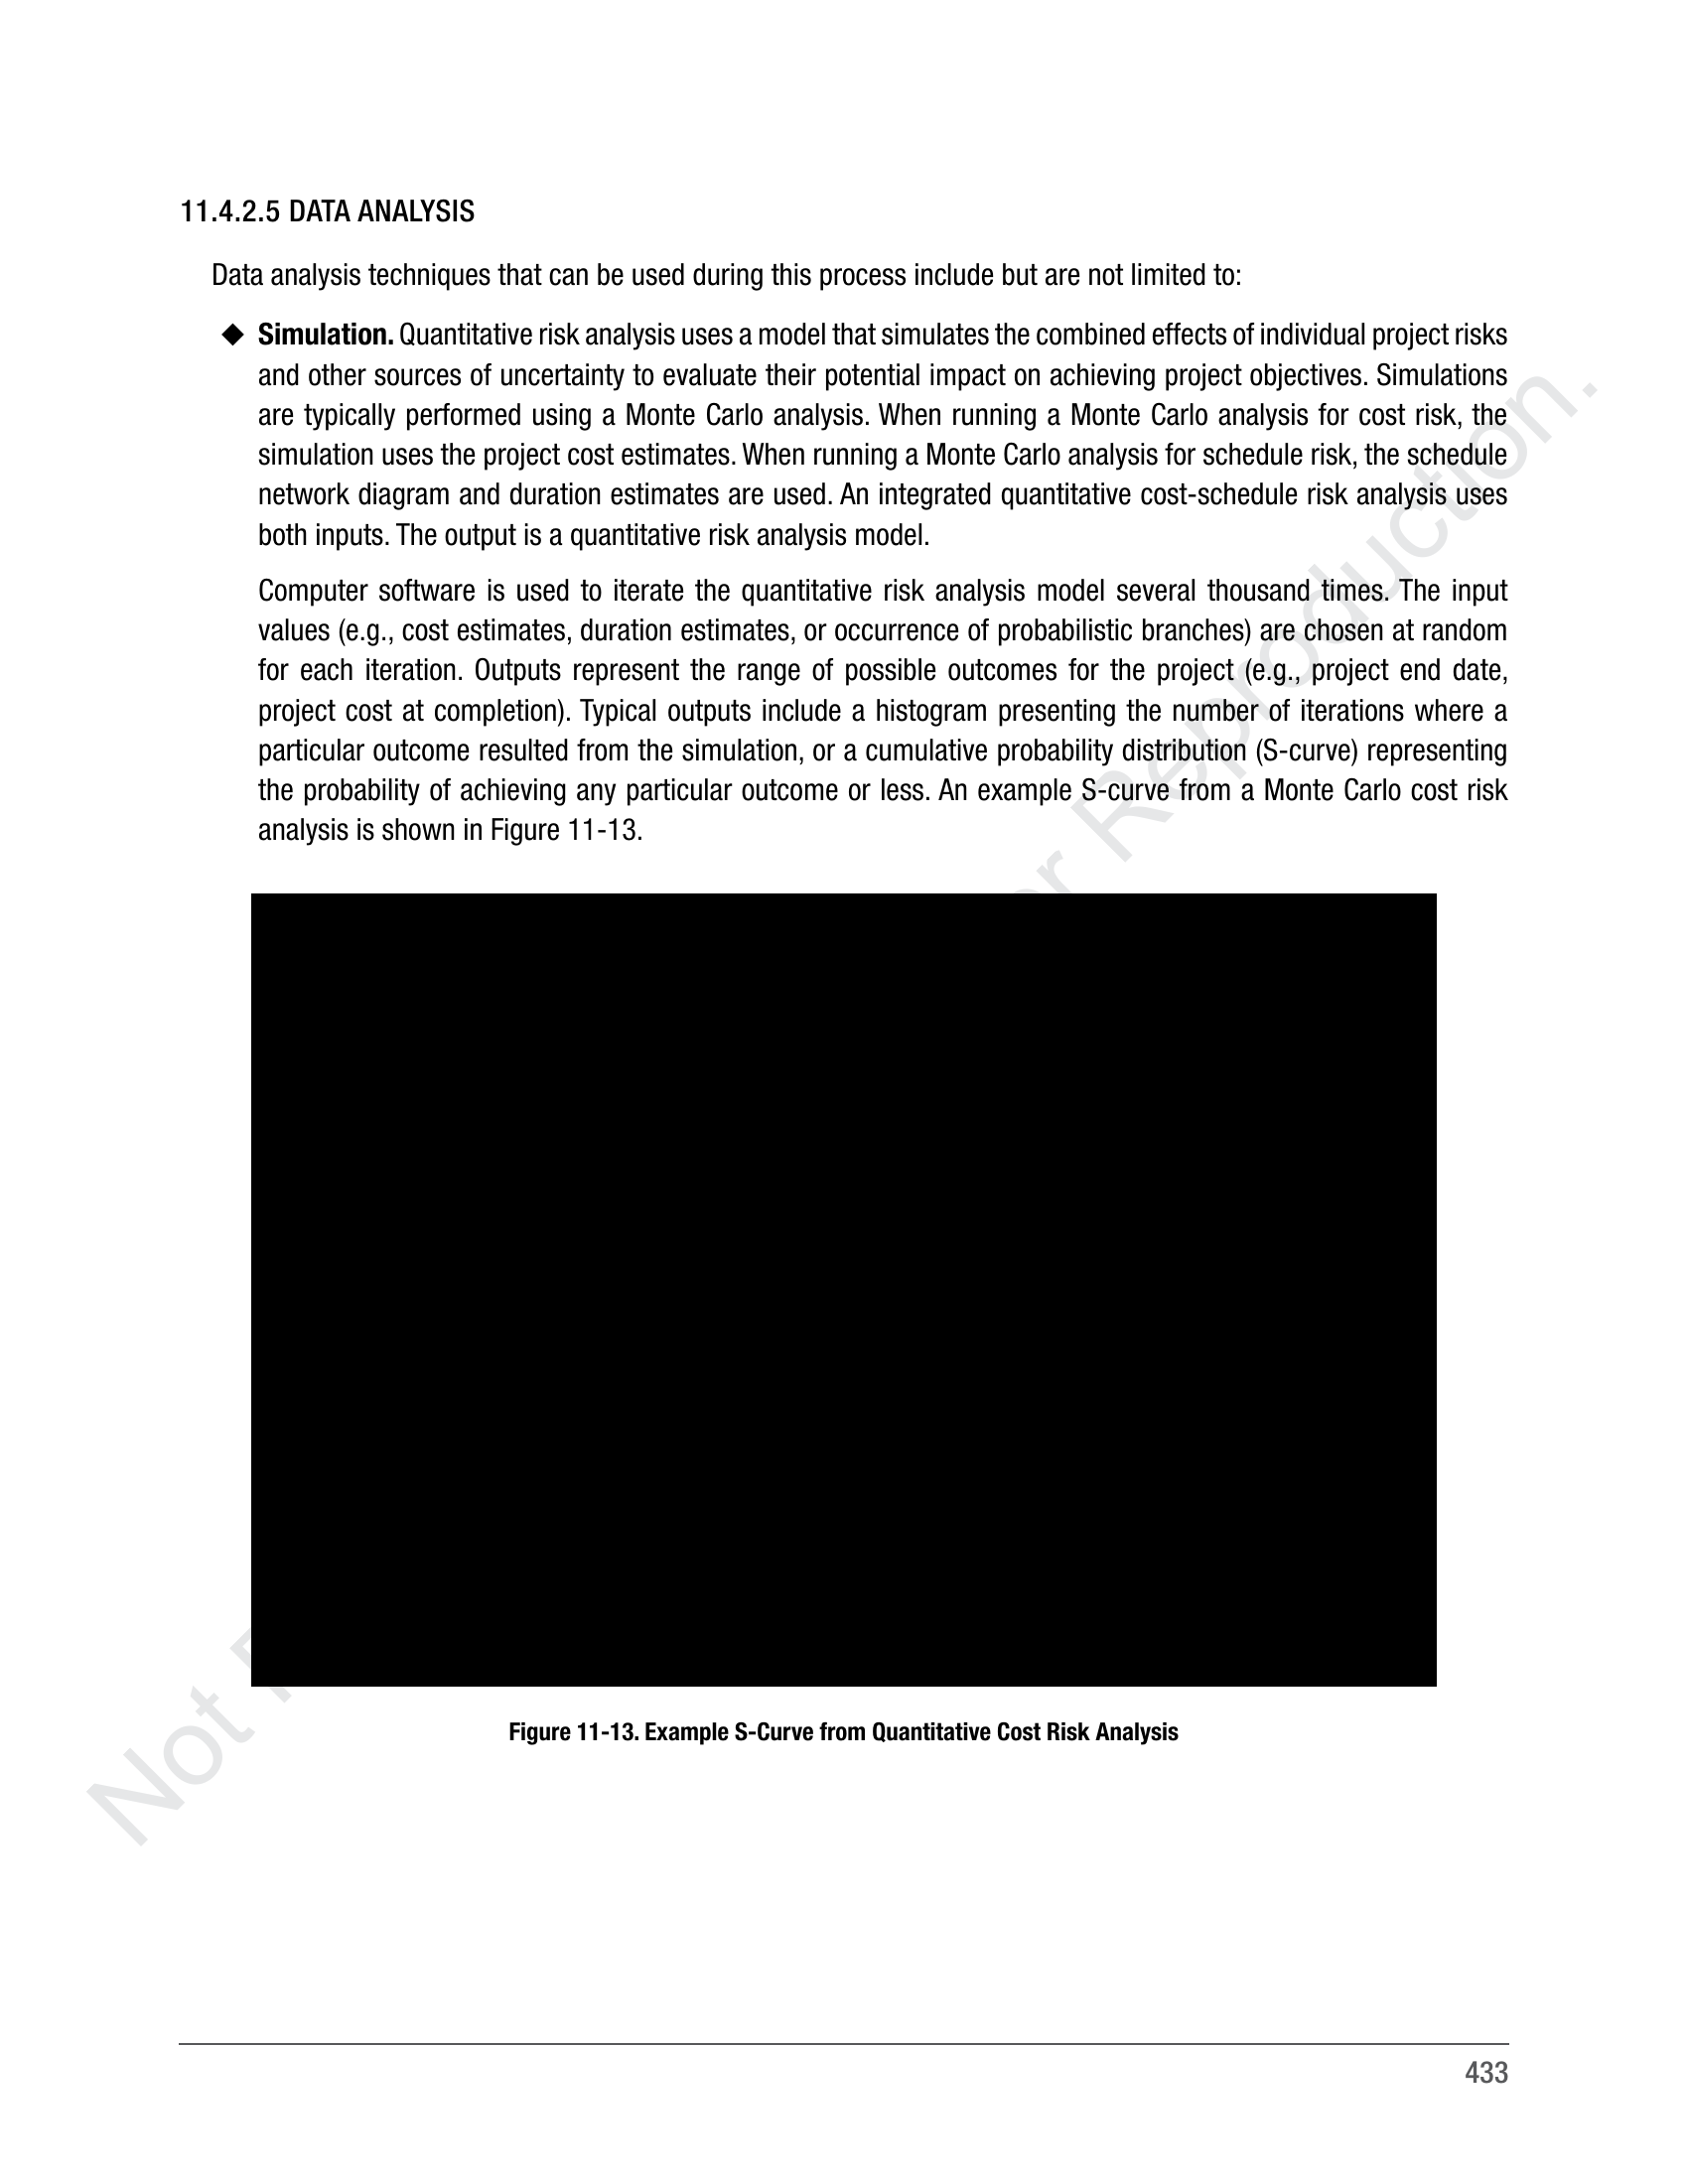 11.4.2.5 DATA ANALYSIS
Data analysis techniques that can be used during this process include but are not limited to:
◆ Simulation. Quantitative risk analysis uses a model that simulates the combined effects of individual project risks
and other sources of uncertainty to evaluate their potential impact on achieving project objectives. Simulations
are typically performed using a Monte Carlo analysis. When running a Monte Carlo analysis for cost risk, the
simulation uses the project cost estimates. When running a Monte Carlo analysis for schedule risk, the schedule
network diagram and duration estimates are used. An integrated quantitative cost-schedule risk analysis uses
both inputs. The output is a quantitative risk analysis model.
Computer software is used to iterate the quantitative risk analysis model several thousand times. The input
values (e.g., cost estimates, duration estimates, or occurrence of probabilistic branches) are chosen at random
for each iteration. Outputs represent the range of possible outcomes for the project (e.g., project end date,
project cost at completion). Typical outputs include a histogram presenting the number of iterations where a
particular outcome resulted from the simulation, or a cumulative probability distribution (S-curve) representing
the probability of achieving any particular outcome or less. An example S-curve from a Monte Carlo cost risk
analysis is shown in Figure 11-13.
Figure 11-13. Example S-Curve from Quantitative Cost Risk Analysis
433
Not
Reproduction.